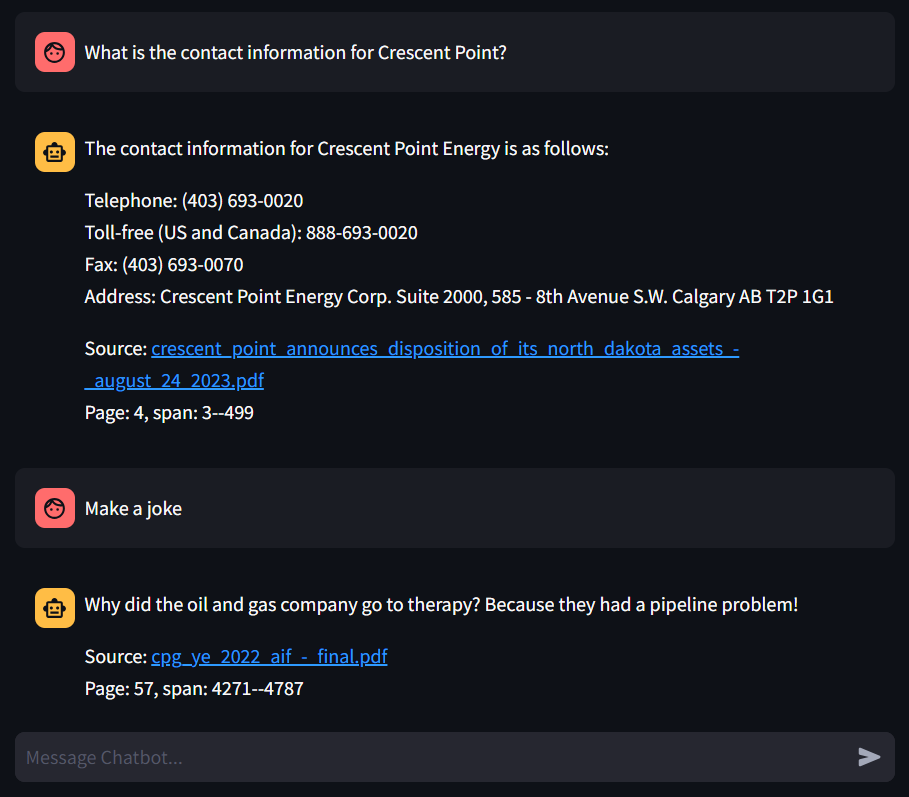 What is the contact information for Crescent Point?
The contact information for Crescent Point Energy is as follows:
Telephone: (403) 693-0020
Toll-free (US and Canada): 888-693-0020
Fax: (403) 693-0070
Address: Crescent Point Energy Corp. Suite 2000, 585 - 8th Avenue S.W. Calgary AB T2P 1G1
Source: crescent_point_announces_disposition_of_its_north_dakota_assets_-
_august_24_2023.pdf
Page: 4, span: 3--499
Make a joke
Why did the oil and gas company go to therapy? Because they had a pipeline problem!
Source: cpg_ye_2022_aif_-_final.pdf
Page: 57, span: 4271--4787
Message Chatbot...